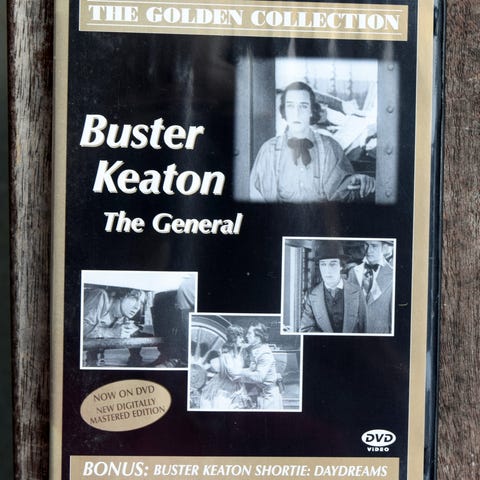 THE GOLDEN COLLECTION
Buster
Keaton
The General
NOW ON DVD
NEW DIGITALLY
MASTERED EDITION
DVD
VIDEO
BONUS: BUSTER KEATON SHORTIE: DAYDREAMS